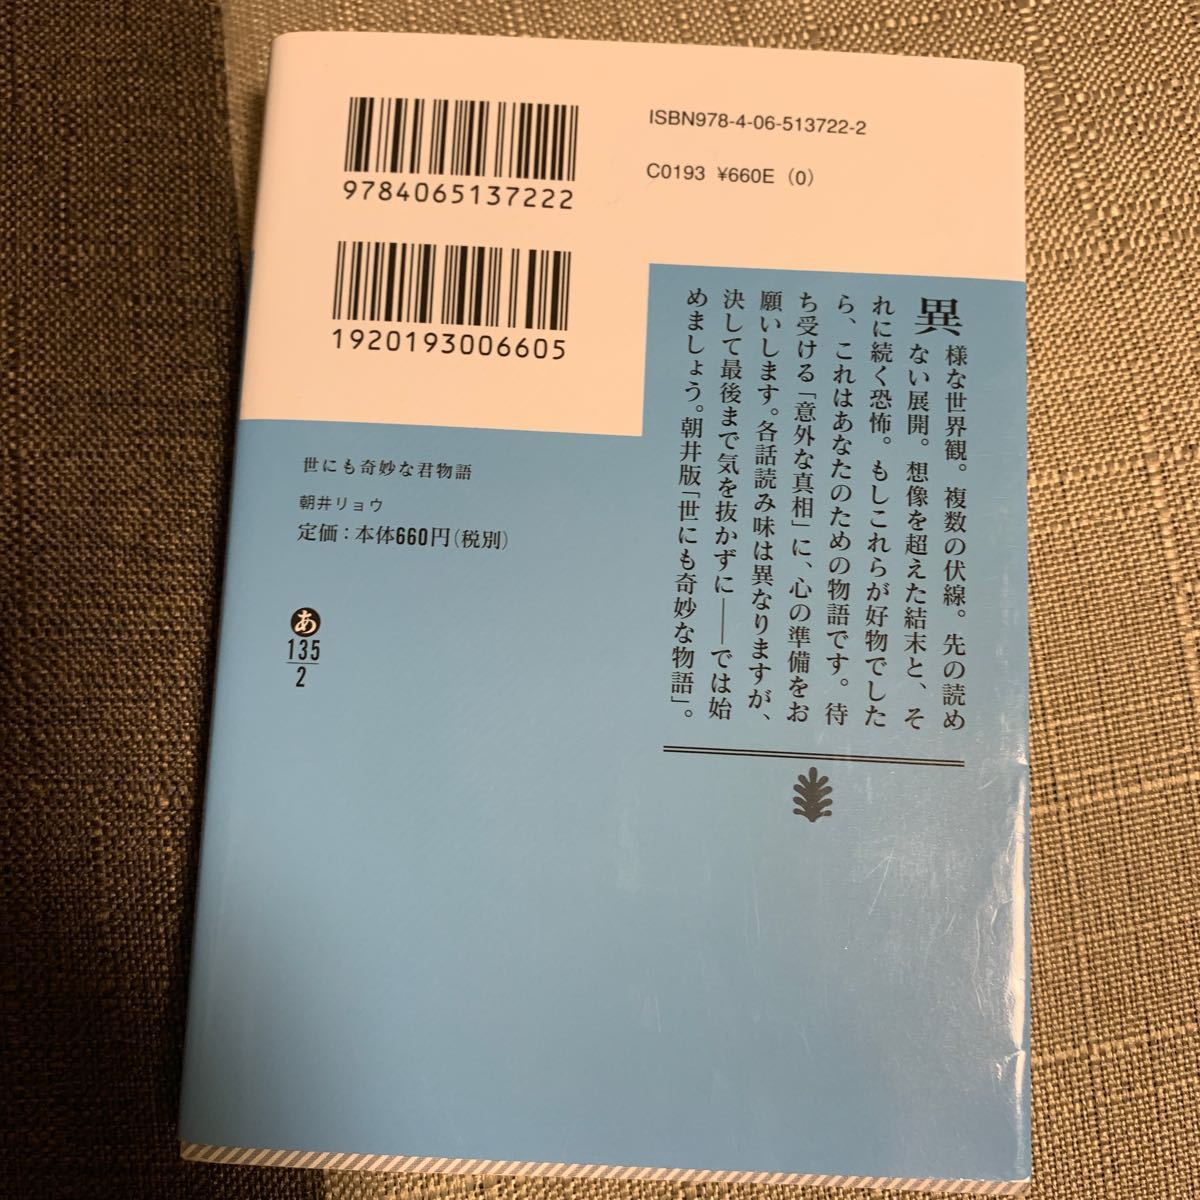 9784065137222
1920193006605
ISBN978-4-06-513722-2
C0193 ¥660E (0)
異様な世界観。複数の伏線。先の読め
ない展開。想像を超えた結末と、そ
れに続く恐怖。もしこれらが好物でした
ら、これはあなたのための物語です。待
ち受ける「意外な真相」に、心の準備をお
願いします。各話読み味は異なりますが、
決して最後まで気を抜かずに――では始
めましょう。朝井版「世にも奇妙な物語」。
世にも奇妙な君物語
朝井リョウ
定価：本体660円(税別)
あ
135
2